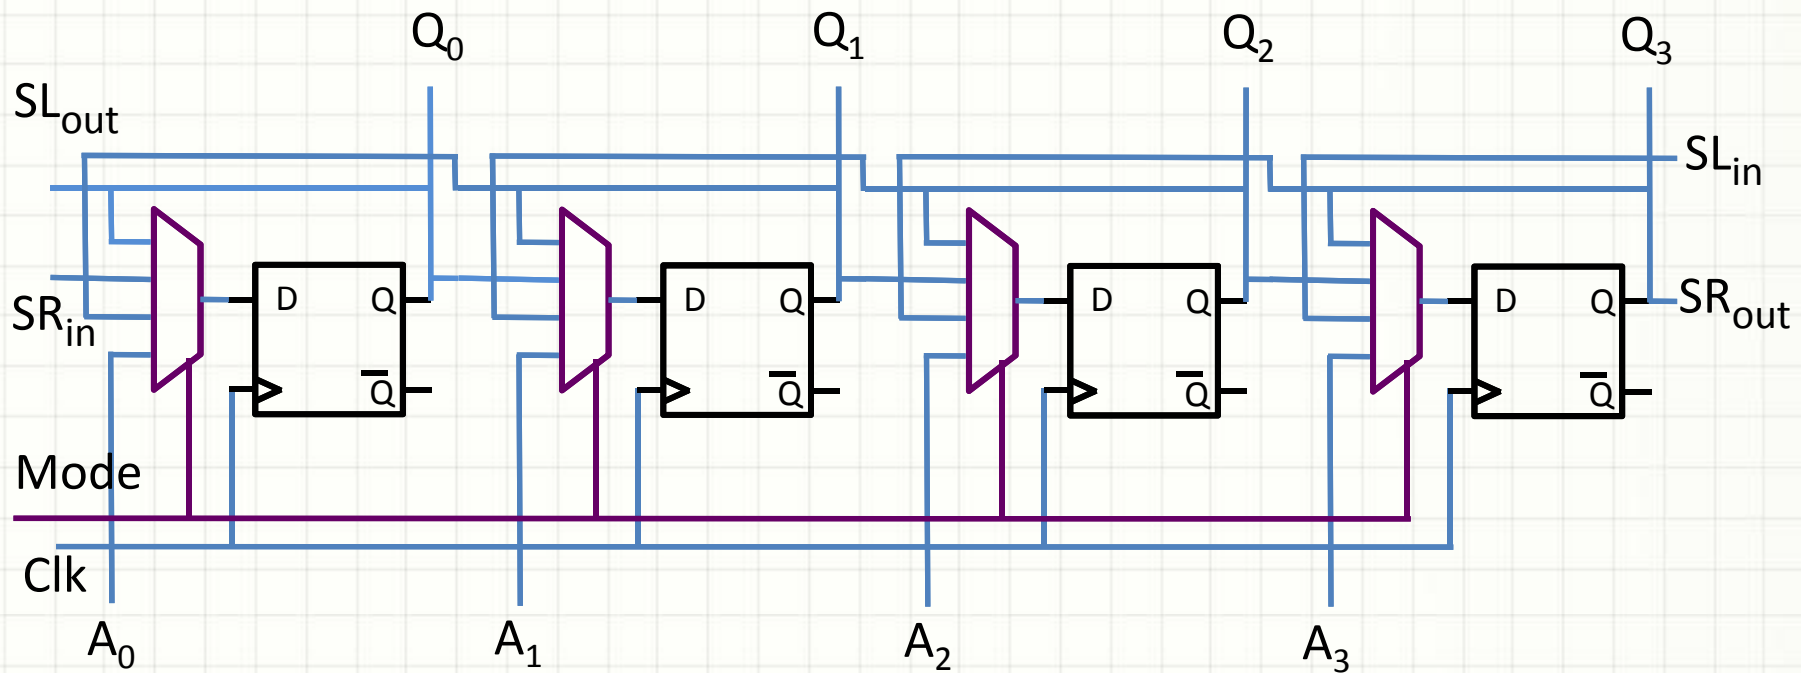 Q0 Q1 Q2 Q3
SLout
SLin
SRin
SRout
D Q D Q D Q D Q
Q̅ Q̅ Q̅ Q̅
Mode
Clk
A0 A1 A2 A3